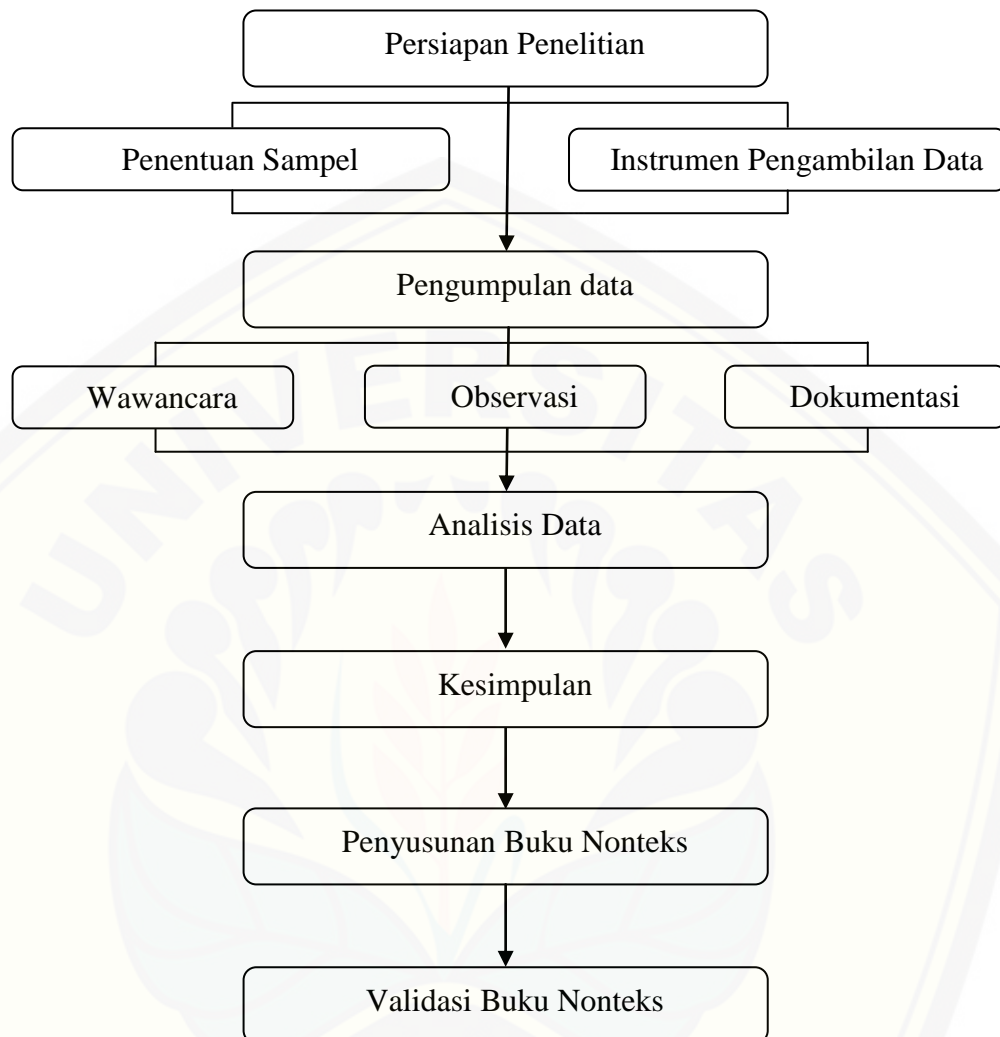 Persiapan Penelitian
Penentuan Sampel
Instrumen Pengambilan Data
Pengumpulan data
Wawancara
Observasi
Dokumentasi
Analisis Data
Kesimpulan
Penyusunan Buku Nonteks
Validasi Buku Nonteks
UNIVERSITAS